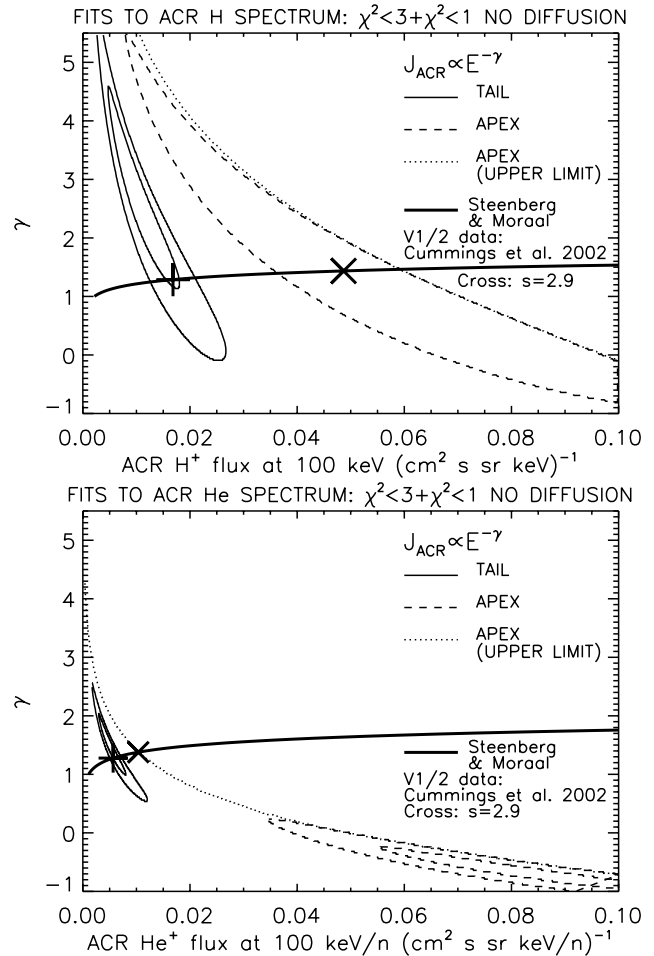 FITS TO ACR H SPECTRUM: χ²<3+χ²<1 NO DIFFUSION
J_ACR∝E^−γ
TAIL
APEX
APEX
(UPPER LIMIT)
Steenberg
& Moraal
V1/2 data:
Cummings et al. 2002
Cross: s=2.9
γ
5
4
3
2
1
0
−1
0.00 0.02 0.04 0.06 0.08 0.10
ACR H⁺ flux at 100 keV (cm² s sr keV)⁻¹
FITS TO ACR He SPECTRUM: χ²<3+χ²<1 NO DIFFUSION
J_ACR∝E^−γ
TAIL
APEX
APEX
(UPPER LIMIT)
Steenberg
& Moraal
V1/2 data:
Cummings et al. 2002
Cross: s=2.9
γ
5
4
3
2
1
0
−1
0.00 0.02 0.04 0.06 0.08 0.10
ACR He⁺ flux at 100 keV/n (cm² s sr keV/n)⁻¹